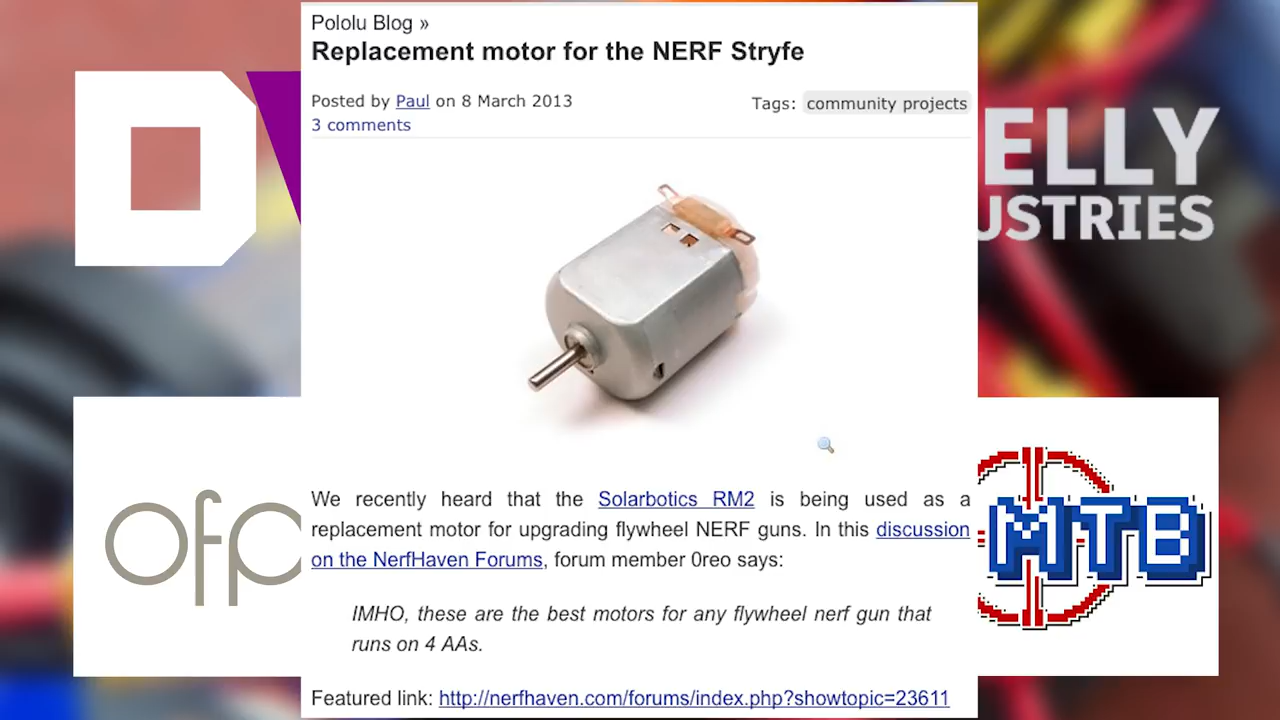 Pololu Blog »
Replacement motor for the NERF Stryfe
Posted by Paul on 8 March 2013
Tags: community projects
3 comments
ELLY
USTRIES
We recently heard that the Solarbotics RM2 is being used as a
replacement motor for upgrading flywheel NERF guns. In this discussion
on the NerfHaven Forums, forum member 0reo says:
IMHO, these are the best motors for any flywheel nerf gun that
runs on 4 AAs.
Featured link: http://nerfhaven.com/forums/index.php?showtopic=23611
D
ofp
MTB